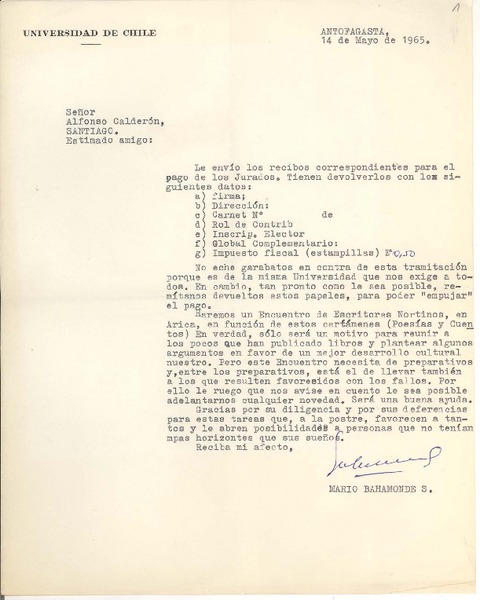 1
UNIVERSIDAD DE CHILE
ANTOFAGASTA,
14 de Mayo de 1965.
Señor
Alfonso Calderón,
SANTIAGO.
Estimado amigo:
Le envío los recibos correspondientes para el
pago de los Jurados. Tienen devolverlos con los si-
guientes datos:
a) firma;
b) Dirección:
c) Carnet Nº de
d) Rol de Contrib
e) Inscrip. Elector
f) Global Complementario:
g) Impuesto fiscal (estampillas) Eº0,50
No eche garabatos en contra de esta tramitación
porque es de la misma Universidad que nos exige a to-
dos. En cambio, tan pronto como le sea posible, re-
mítanos devueltos estos papeles, para poder "empujar"
el pago.
Haremos un Encuentro de Escritores Nortinos, en
Arica, en función de estos certámenes (Poesías y Cuen
tos) En verdad, sólo será un motivo para reunir a
los pocos que han publicado libros y plantear algunos
argumentos en favor de un mejor desarrollo cultural
nuestro. Pero este Encuentro necesita de preparativos
y,entre los preparativos, está el de llevar también
a los que resulten favoresidos con los fallos. Por
ello le ruego que nos avise en cuento le sea posible
adelantarnos cualquier novedad. Será una buena ayuda.
Gracias por su diligencia y por sus deferencias
para estas tareas que, a la postre, favorecen a tan-
tos y le abren posibilidades a personas que no tenían
mpas horizontes que sus sueños.
Reciba mi afecto,
MARIO BAHAMONDE S.